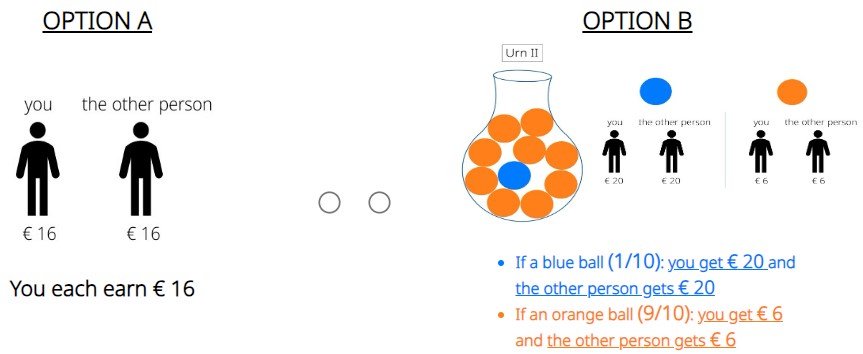 OPTION A
OPTION B
Urn II
you the other person
you the other person
you the other person
€ 16 € 16
€ 20 € 20
€ 6 € 6
You each earn € 16
• If a blue ball (1/10): you get € 20 and
the other person gets € 20
• If an orange ball (9/10): you get € 6
and the other person gets € 6